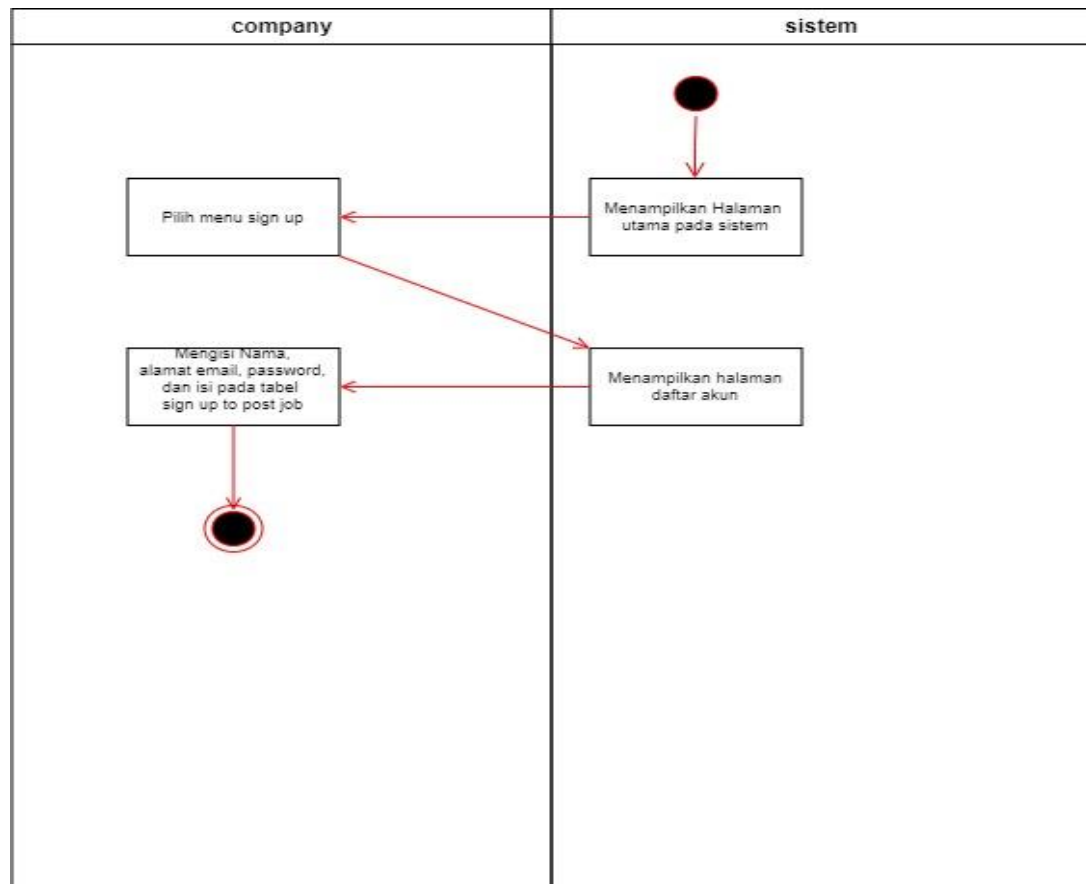 company
sistem
Pilih menu sign up
Menampilkan Halaman
utama pada sistem
Mengisi Nama,
alamat email, password,
dan isi pada tabel
sign up to post job
Menampilkan halaman
daftar akun